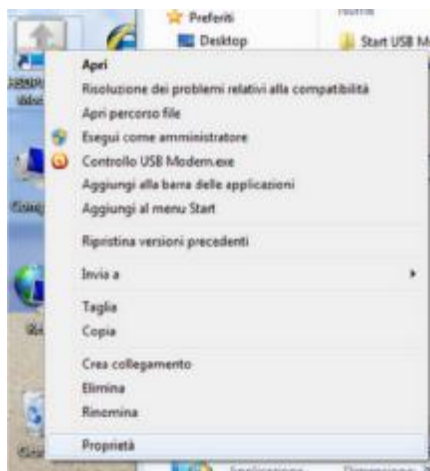 Preferiti
Desktop
Start USB M
Apri
Risoluzione dei problemi relativi alla compatibilità
Apri percorso file
Esegui come amministratore
Controllo USB Modem.exe
Aggiungi alla barra delle applicazioni
Aggiungi al menu Start
Ripristina versioni precedenti
Invia a
Taglia
Copia
Crea collegamento
Elimina
Rinomina
Proprietà